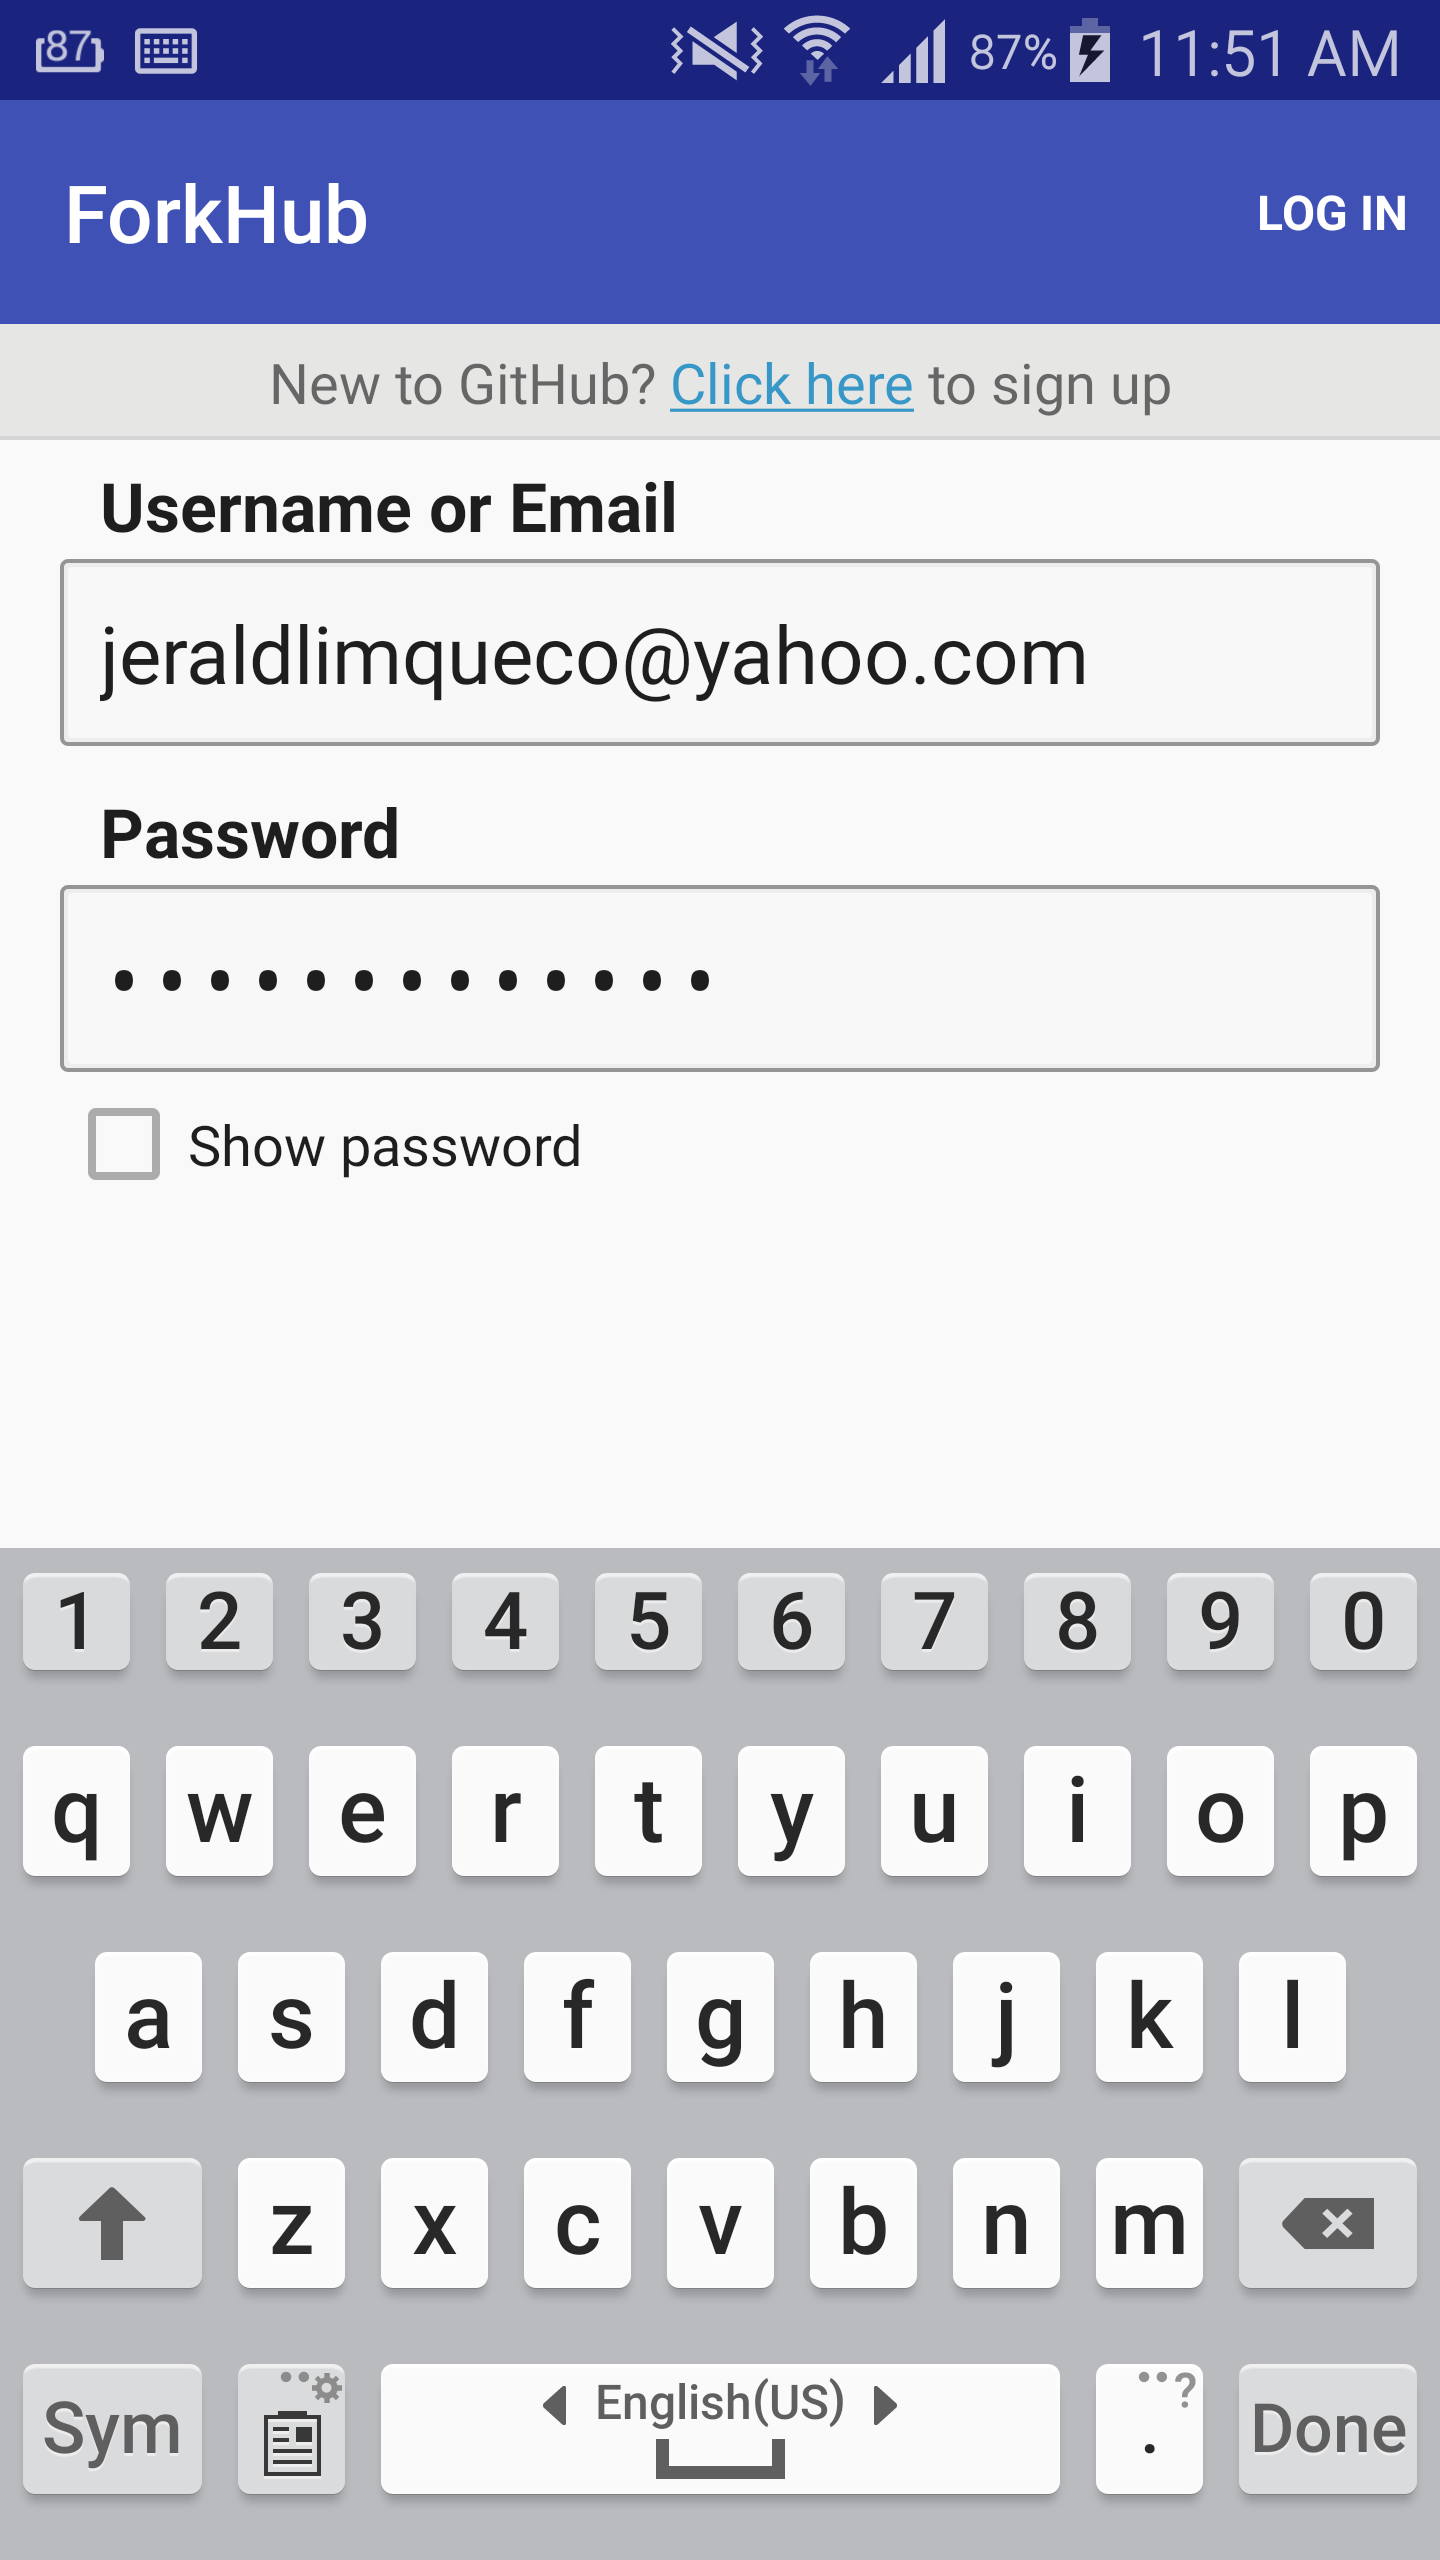 87 87% 11:51 AM
ForkHub LOG IN
New to GitHub? Click here to sign up
Username or Email
jeraldlimqueco@yahoo.com
Password
•••••••••••••
Show password
1 2 3 4 5 6 7 8 9 0
q w e r t y u i o p
a s d f g h j k l
z x c v b n m
Sym English(US) . ? Done